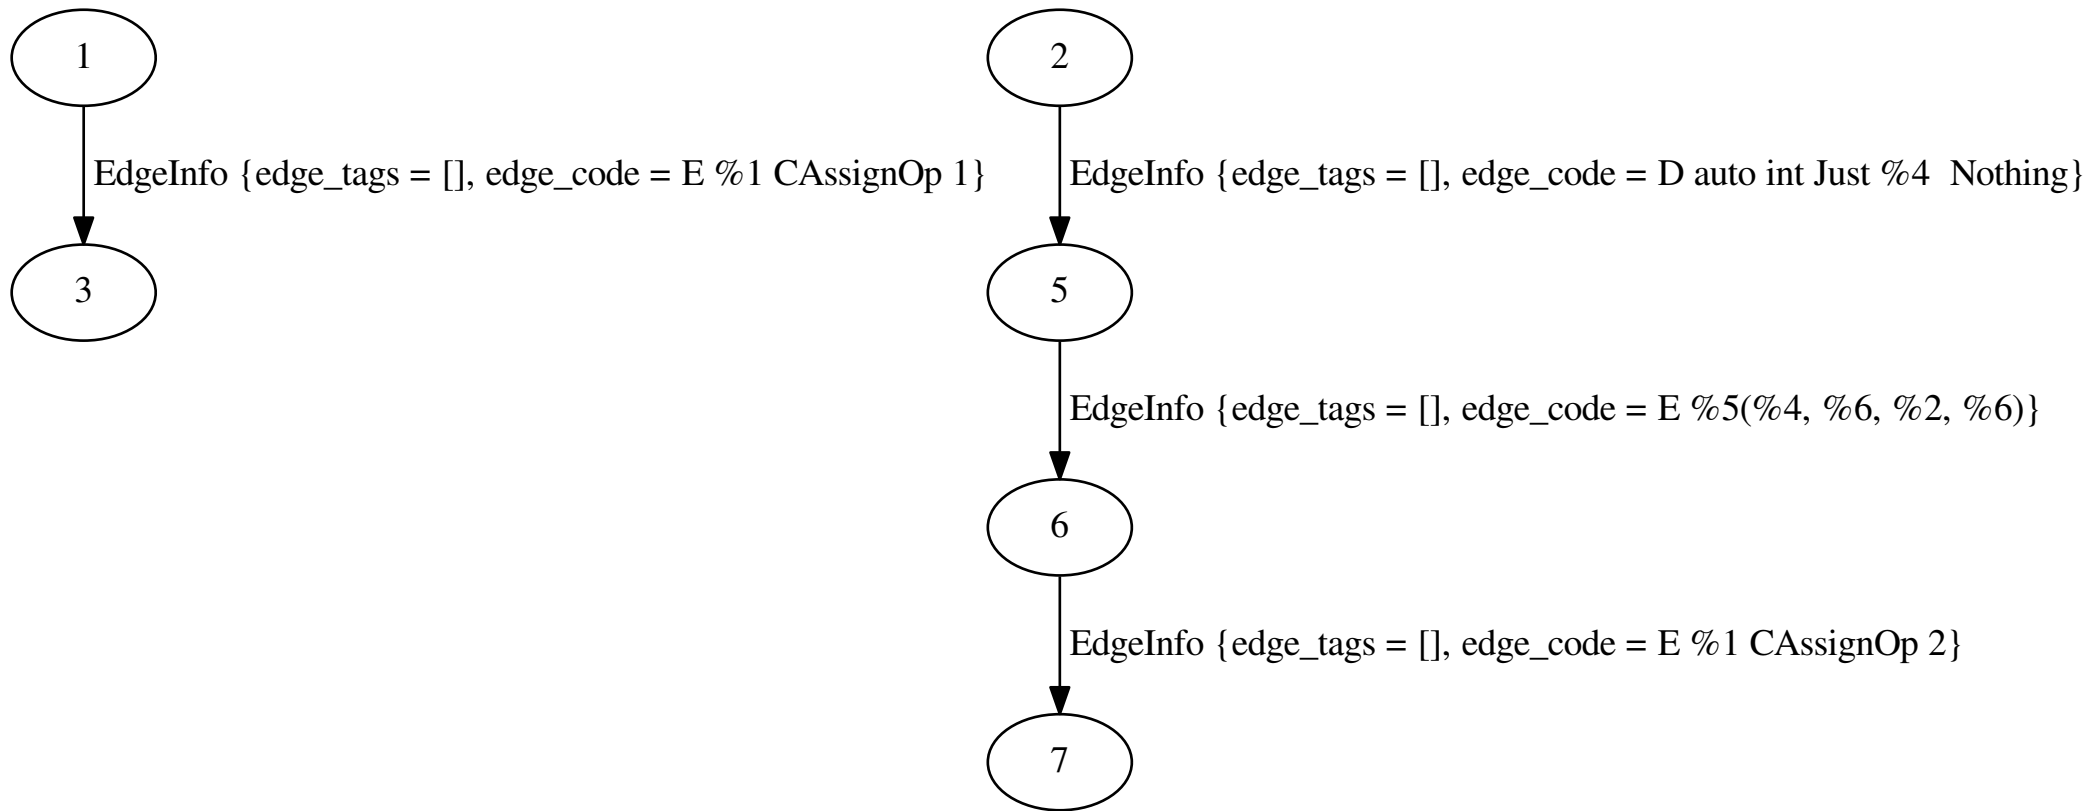 1
2
EdgeInfo {edge_tags = [], edge_code = E %1 CAssignOp 1}
EdgeInfo {edge_tags = [], edge_code = D auto int Just %4  Nothing}
3
5
EdgeInfo {edge_tags = [], edge_code = E %5(%4, %6, %2, %6)}
6
EdgeInfo {edge_tags = [], edge_code = E %1 CAssignOp 2}
7